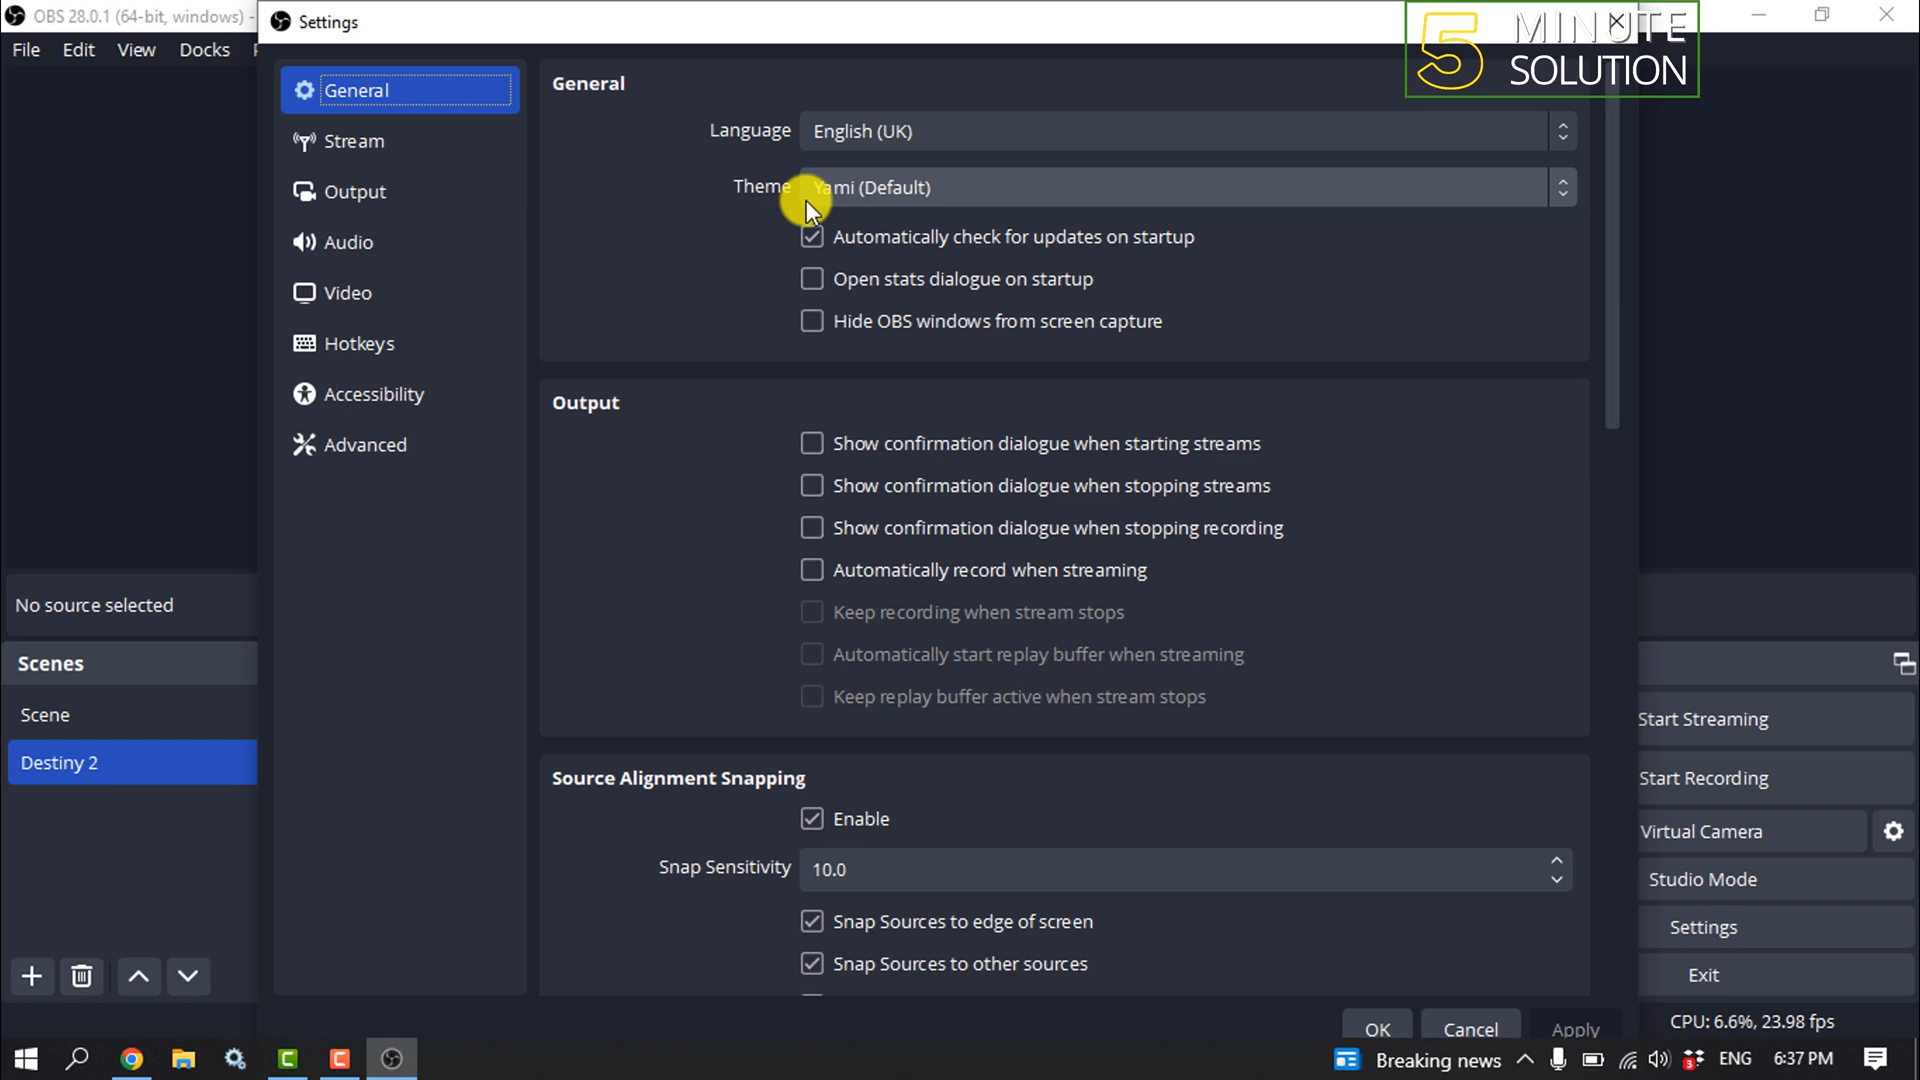 OBS 28.0.1 (64-bit, windows) -
Settings
5 MINUTE
SOLUTION
File Edit View Docks
General
Stream
Output
Audio
Video
Hotkeys
Accessibility
Advanced
General
Language English (UK)
Theme Yami (Default)
Automatically check for updates on startup
Open stats dialogue on startup
Hide OBS windows from screen capture
Output
Show confirmation dialogue when starting streams
Show confirmation dialogue when stopping streams
Show confirmation dialogue when stopping recording
Automatically record when streaming
Keep recording when stream stops
Automatically start replay buffer when streaming
Keep replay buffer active when stream stops
Source Alignment Snapping
Enable
Snap Sensitivity 10.0
Snap Sources to edge of screen
Snap Sources to other sources
OK Cancel Apply
No source selected
Scenes
Scene
Destiny 2
Start Streaming
Start Recording
Virtual Camera
Studio Mode
Settings
Exit
CPU: 6.6%, 23.98 fps
Breaking news ENG 6:37 PM